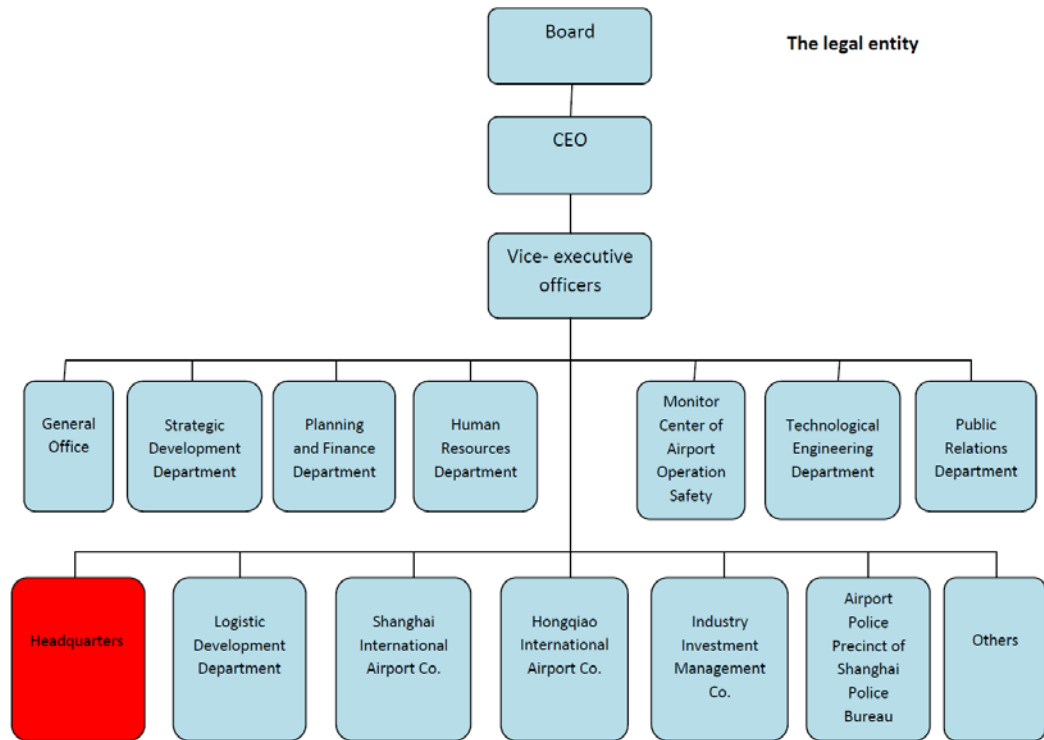 Board
The legal entity
CEO
Vice- executive
officers
General
Office
Strategic
Development
Department
Planning
and Finance
Department
Human
Resources
Department
Monitor
Center of
Airport
Operation
Safety
Technological
Engineering
Department
Public
Relations
Department
Headquarters
Logistic
Development
Department
Shanghai
International
Airport Co.
Hongqiao
International
Airport Co.
Industry
Investment
Management
Co.
Airport
Police
Precinct of
Shanghai
Police
Bureau
Others